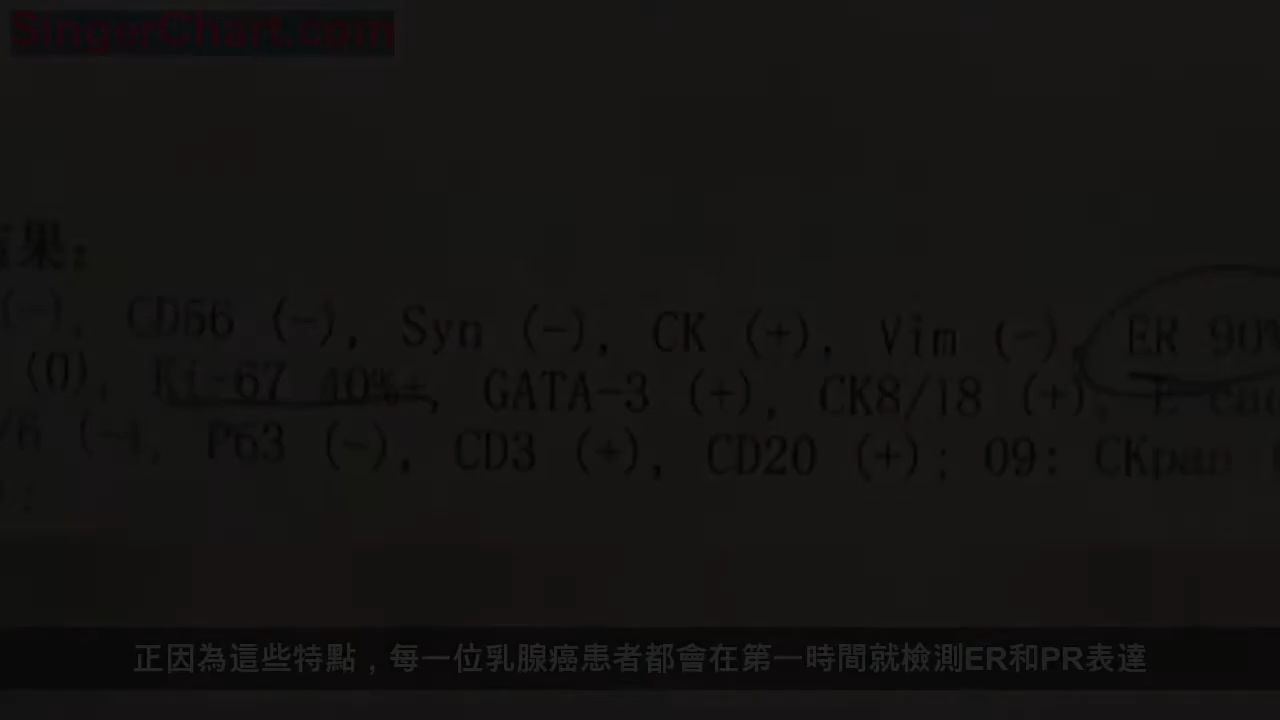 SingerChart.com
结果:
(-), CD56 (-), Syn (-), CK (+), Vim (-), ER 90%
(0), Ki-67 40%+, GATA-3 (+), CK8/18 (+), E
/6 (-), P63 (-), CD3 (+), CD20 (+); 09: CKpan
正因為這些特點，每一位乳腺癌患者都會在第一時間就檢測ER和PR表達